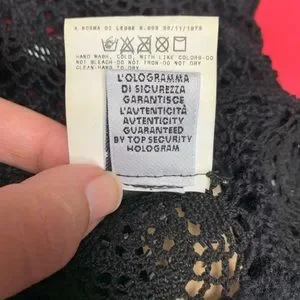 A NORMA DI LEGGE N.883 26/11/1973
HAND WASH, COLD, WITH LIKE COLORS-DO
NOT BLEACH-DO NOT IRON-DO NOT DRY
CLEAN-HANG TO DRY
L'OLOGRAMMA
DI SICUREZZA
GARANTISCE
L'AUTENTICITÀ
AUTENTICITY
GUARANTEED
BY TOP SECURITY
HOLOGRAM